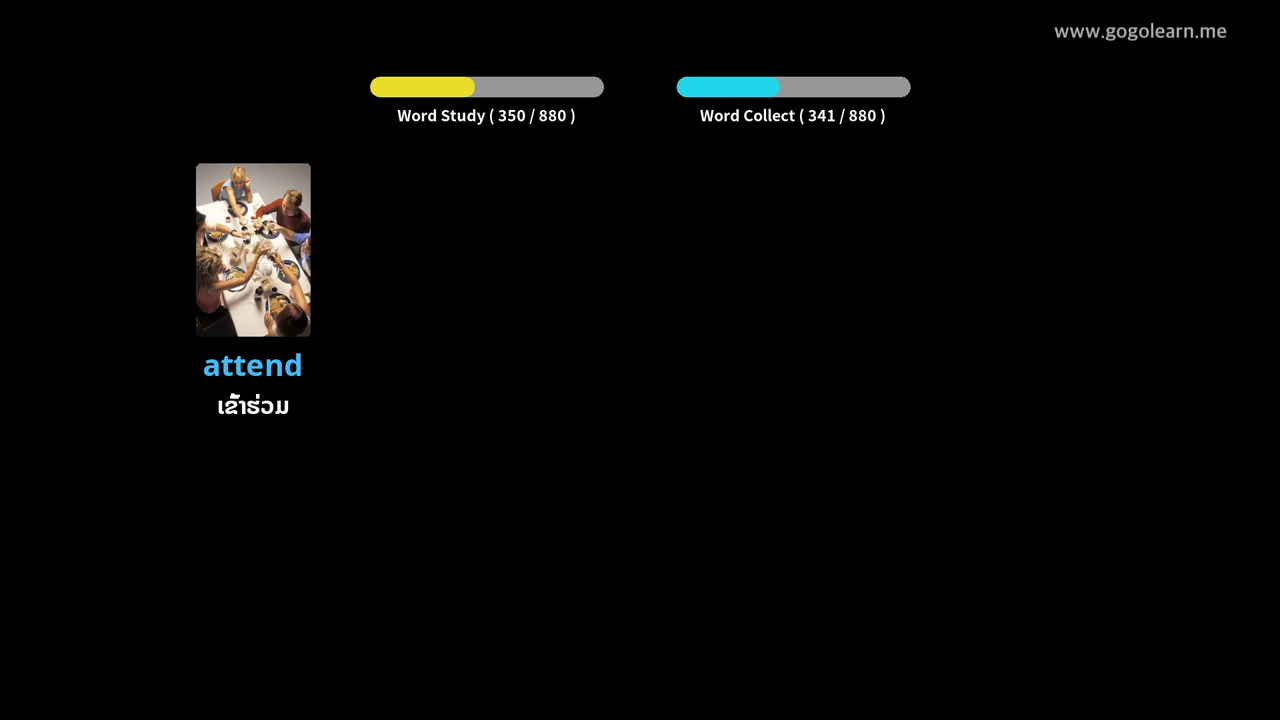 www.gogolearn.me
Word Study ( 350 / 880 )
Word Collect ( 341 / 880 )
attend
ເຂົ້າຮ່ວມ